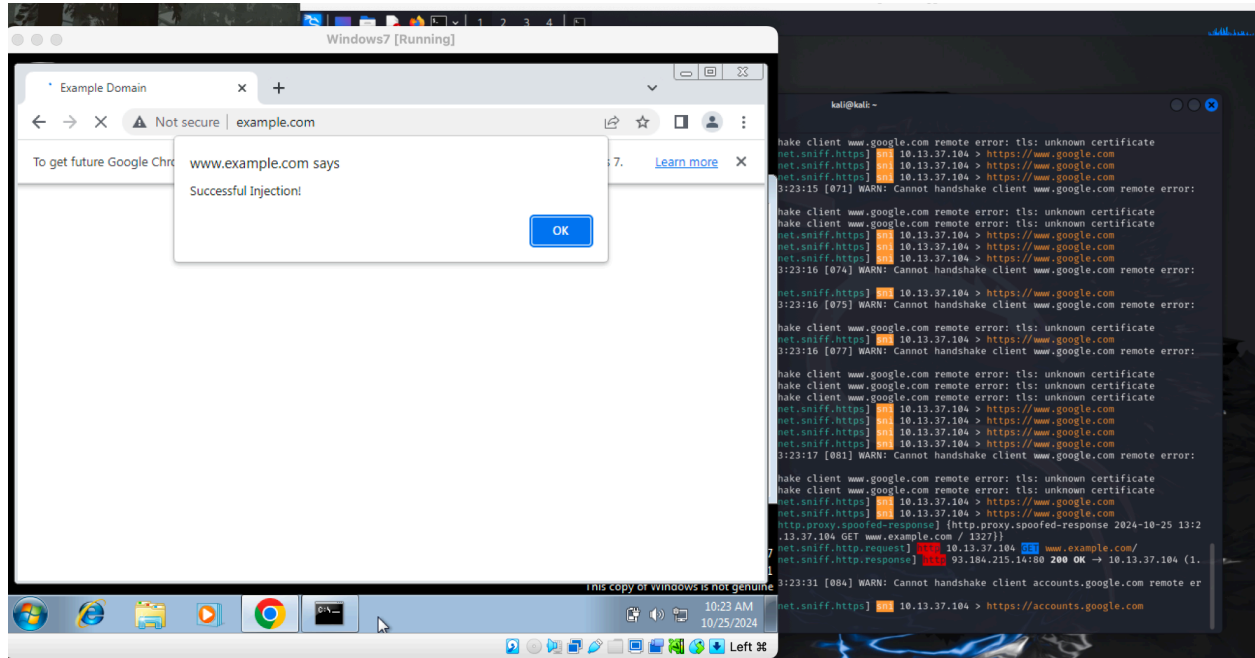 1 2 3 4
Windows7 [Running]
Example Domain
Not secure | example.com
To get future Google Chro
s 7.
Learn more
www.example.com says
Successful Injection!
OK
This copy of Windows is not genuine
10:23 AM
10/25/2024
Left ⌘
kali@kali: ~
hake client www.google.com remote error: tls: unknown certificate
net.sniff.https] sni 10.13.37.104 > https://www.google.com
net.sniff.https] sni 10.13.37.104 > https://www.google.com
net.sniff.https] sni 10.13.37.104 > https://www.google.com
3:23:15 [071] WARN: Cannot handshake client www.google.com remote error:
hake client www.google.com remote error: tls: unknown certificate
hake client www.google.com remote error: tls: unknown certificate
net.sniff.https] sni 10.13.37.104 > https://www.google.com
net.sniff.https] sni 10.13.37.104 > https://www.google.com
net.sniff.https] sni 10.13.37.104 > https://www.google.com
3:23:16 [074] WARN: Cannot handshake client www.google.com remote error:
net.sniff.https] sni 10.13.37.104 > https://www.google.com
3:23:16 [075] WARN: Cannot handshake client www.google.com remote error:
hake client www.google.com remote error: tls: unknown certificate
net.sniff.https] sni 10.13.37.104 > https://www.google.com
3:23:16 [077] WARN: Cannot handshake client www.google.com remote error:
hake client www.google.com remote error: tls: unknown certificate
hake client www.google.com remote error: tls: unknown certificate
hake client www.google.com remote error: tls: unknown certificate
net.sniff.https] sni 10.13.37.104 > https://www.google.com
net.sniff.https] sni 10.13.37.104 > https://www.google.com
net.sniff.https] sni 10.13.37.104 > https://www.google.com
net.sniff.https] sni 10.13.37.104 > https://www.google.com
3:23:17 [081] WARN: Cannot handshake client www.google.com remote error:
hake client www.google.com remote error: tls: unknown certificate
hake client www.google.com remote error: tls: unknown certificate
net.sniff.https] sni 10.13.37.104 > https://www.google.com
net.sniff.https] sni 10.13.37.104 > https://www.google.com
http.proxy.spoofed-response] {http.proxy.spoofed-response 2024-10-25 13:2
.13.37.104 GET www.example.com / 1327}}
net.sniff.http.request] http 10.13.37.104 GET www.example.com/
net.sniff.http.response] http 93.184.215.14:80 200 OK → 10.13.37.104 (1.
3:23:31 [084] WARN: Cannot handshake client accounts.google.com remote er
net.sniff.https] sni 10.13.37.104 > https://accounts.google.com